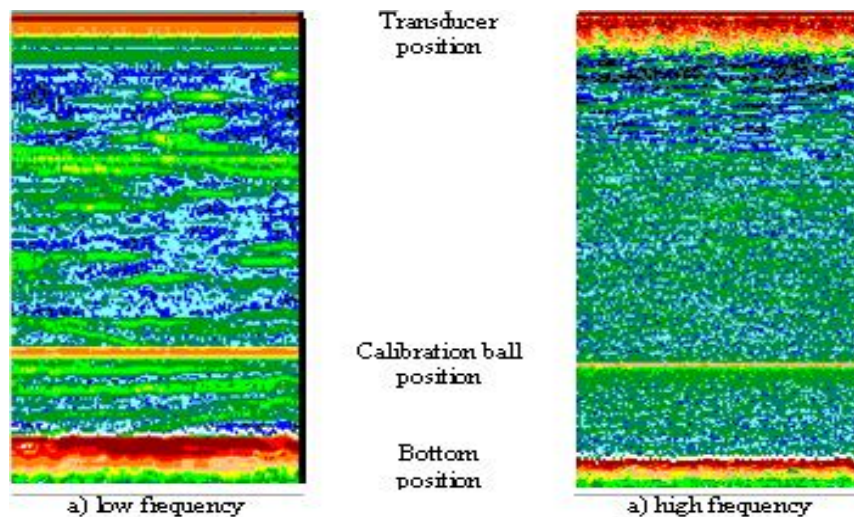 Transducer
position
Calibration ball
position
Bottom
position
a) low frequency
a) high frequency